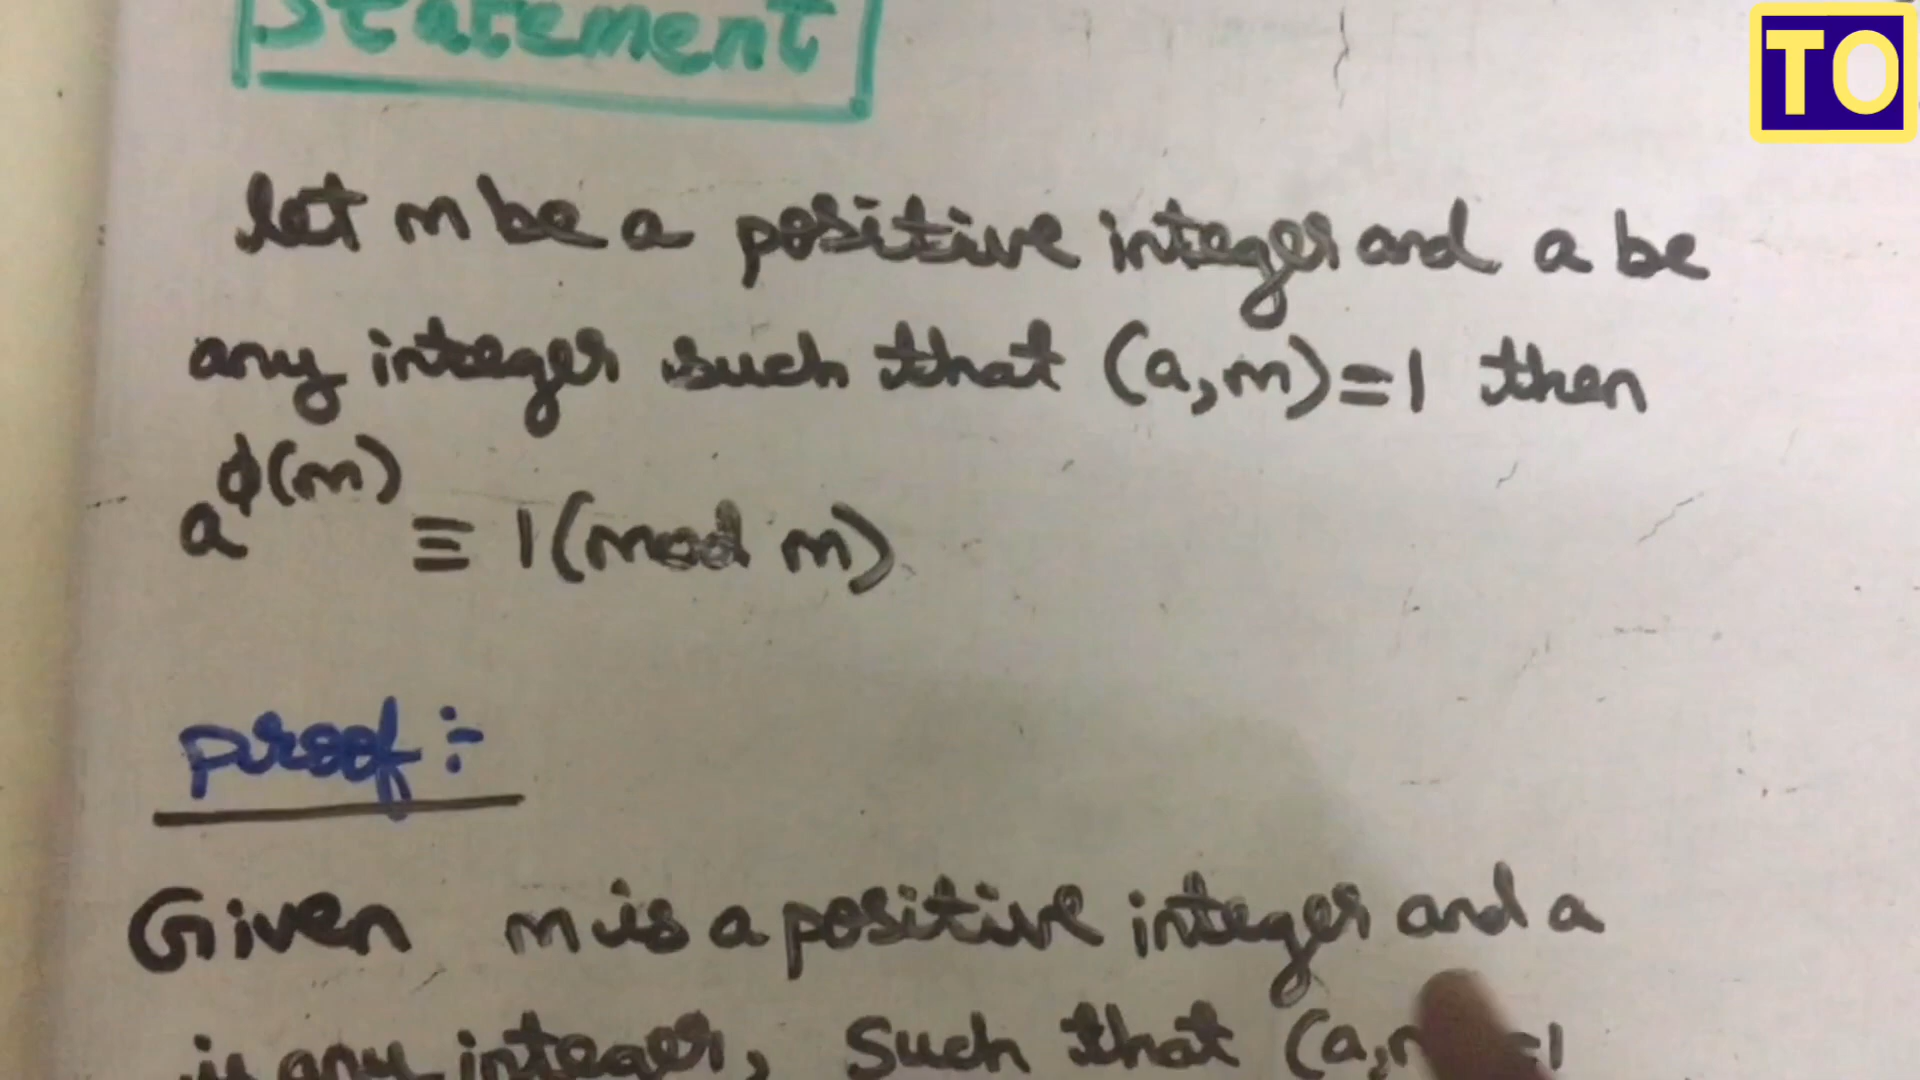 Statement
TO
let m be a positive integer and a be
any integer such that (a,m)=1 then
a^ϕ(m) ≡ 1(mod m)
Proof :-
Given m is a positive integer and a
is any integer, Such that (a,m)=1